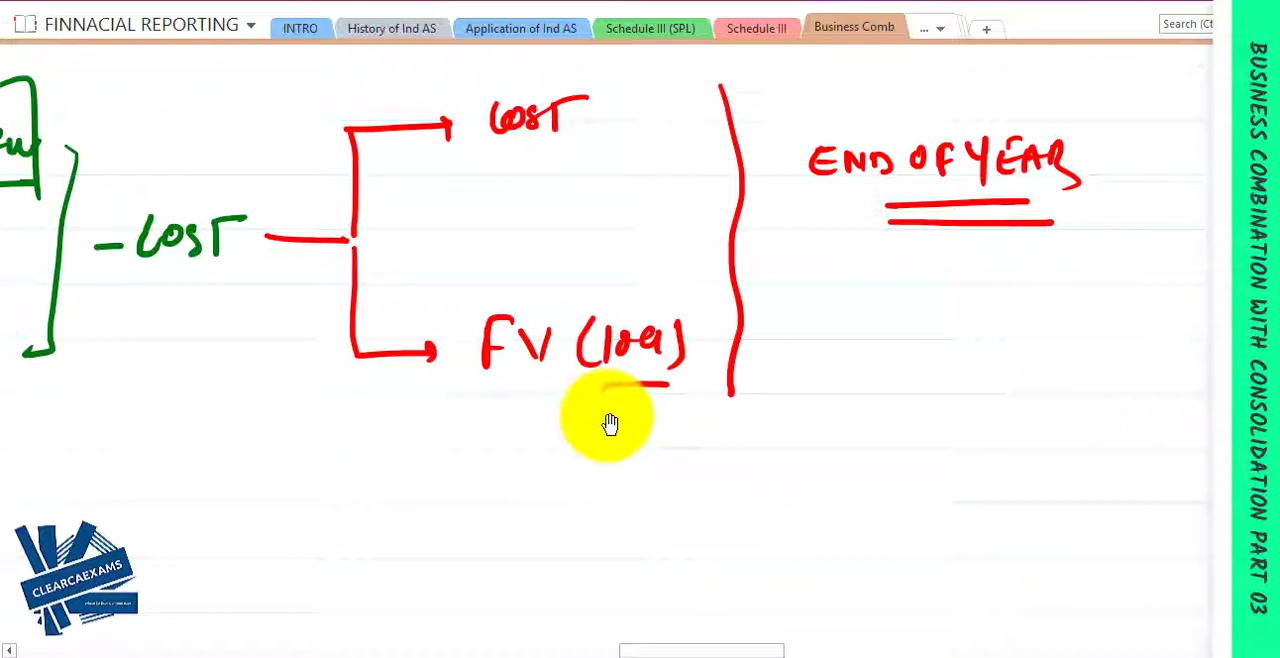 FINNACIAL REPORTING
INTRO
History of Ind AS
Application of Ind AS
Schedule III (SPL)
Schedule III
Business Comb
...
Search (Ct
COST
END OF YEAR
- COST
FV (109)
CLEARCAEXAMS
BUSINESS COMBINATION WITH CONSOLIDATION PART 03